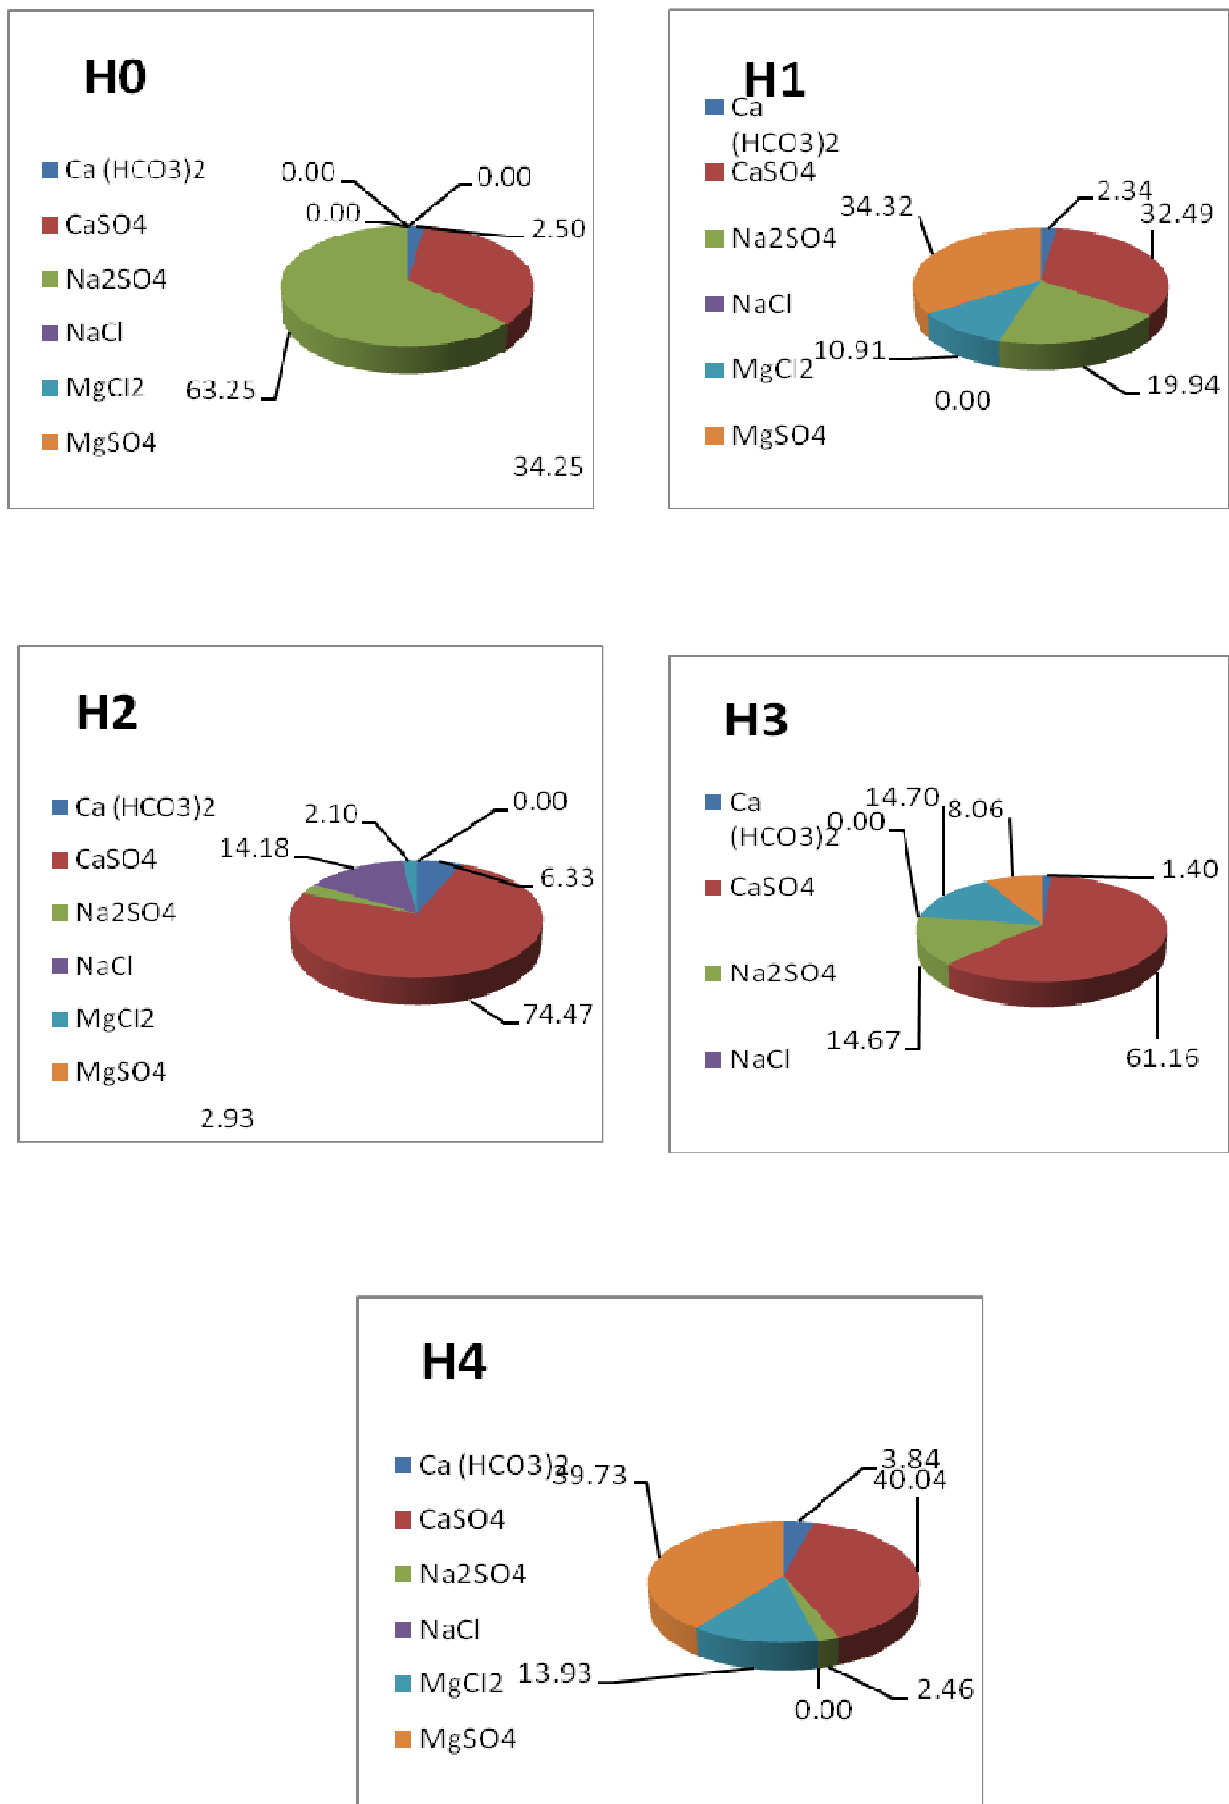 H0
Ca (HCO3)2
CaSO4
Na2SO4
NaCl
MgCl2
MgSO4
0.00
0.00
0.00
2.50
63.25
34.25
H1
Ca
(HCO3)2
CaSO4
Na2SO4
NaCl
MgCl2
MgSO4
2.34
32.49
34.32
10.91
19.94
0.00
H2
Ca (HCO3)2
CaSO4
Na2SO4
NaCl
MgCl2
MgSO4
0.00
2.10
14.18
6.33
74.47
2.93
H3
Ca
(HCO3)2
CaSO4
Na2SO4
NaCl
14.70
8.06
0.00
1.40
14.67
61.16
H4
Ca (HCO3)2
CaSO4
Na2SO4
NaCl
MgCl2
MgSO4
3.84
40.04
39.73
13.93
2.46
0.00